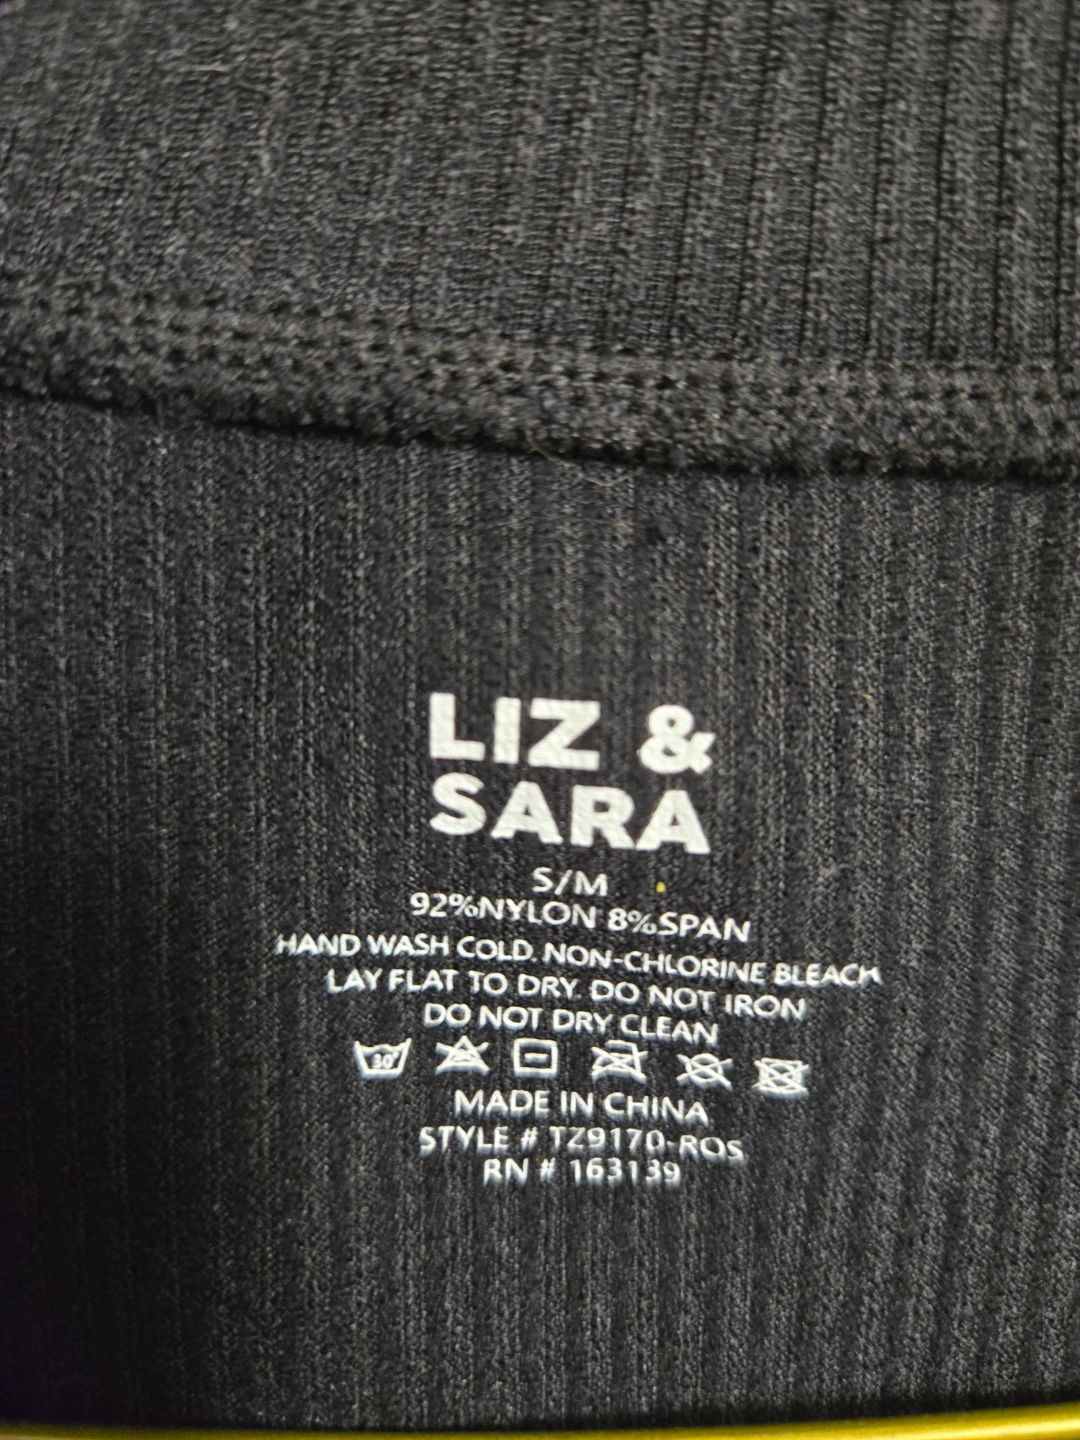 LIZ &
SARA
S/M
92%NYLON 8%SPAN
HAND WASH COLD. NON-CHLORINE BLEACH
LAY FLAT TO DRY. DO NOT IRON
DO NOT DRY CLEAN
30°
MADE IN CHINA
STYLE # TZ9170-ROS
RN # 163139